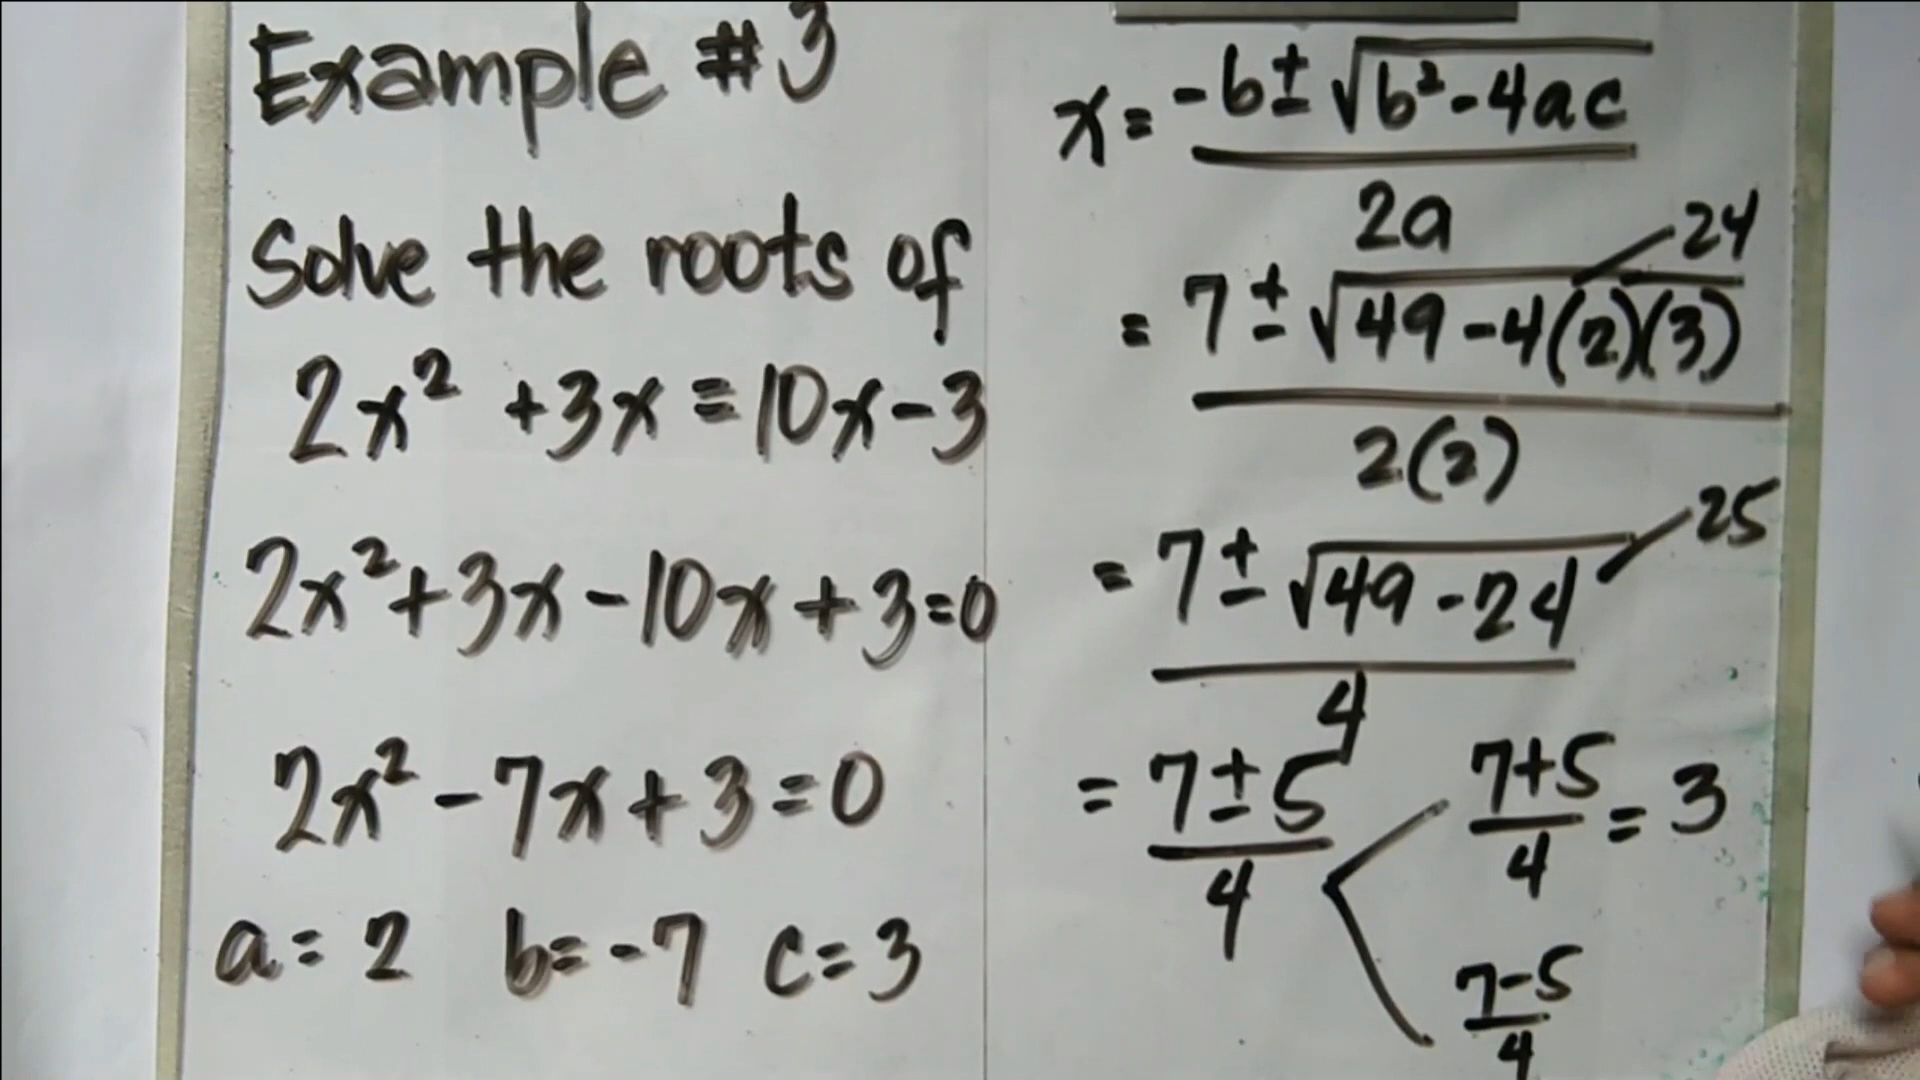 Example #3
Solve the roots of
2x² + 3x = 10x - 3
2x² + 3x - 10x + 3 = 0
2x² - 7x + 3 = 0
a = 2 b = -7 c = 3
x = -b ± √b² - 4ac
2a
24
= 7 ± √49 - 4(2)(3)
2(2)
25
= 7 ± √49 - 24
4
= 7 ± 5
4
7+5
4
= 3
7-5
4